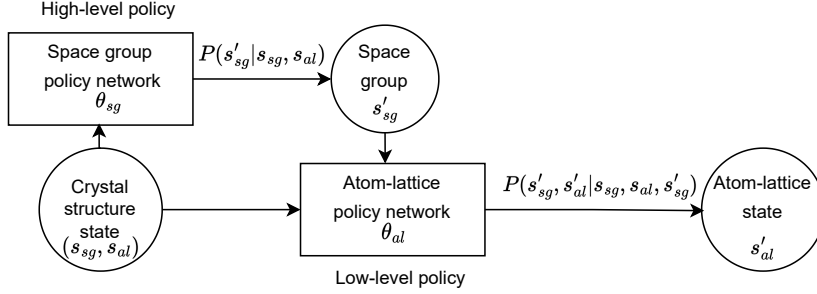 High-level policy
Space group
policy network
θ_sg
P(s'_sg|s_sg, s_al)
Space
group
s'_sg
Crystal
structure
state
(s_sg, s_al)
Atom-lattice
policy network
θ_al
Low-level policy
P(s'_sg, s'_al|s_sg, s_al, s'_sg)
Atom-lattice
state
s'_al